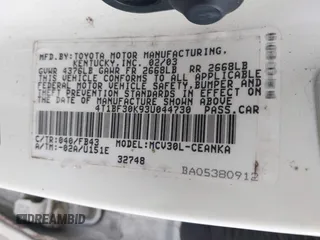 MFD.BY:TOYOTA MOTOR MANUFACTURING,
KENTUCKY,INC. 02/03
GVWR 4376LB GAWR FR 2668LB RR 2668LB
THIS VEHICLE CONFORMS TO ALL APPLICABLE
FEDERAL MOTOR VEHICLE SAFETY, BUMPER, AND
THEFT PREVENTION STANDARDS IN EFFECT ON
THE DATE OF MANUFACTURE SHOWN ABOVE.
4T1BF30K93U044730 PASS.CAR
C/TR:040/FB43 MODEL:MCV30L-CEANKA
A/TM:-02A/U151E
32748
BA05380912
DREAMBID